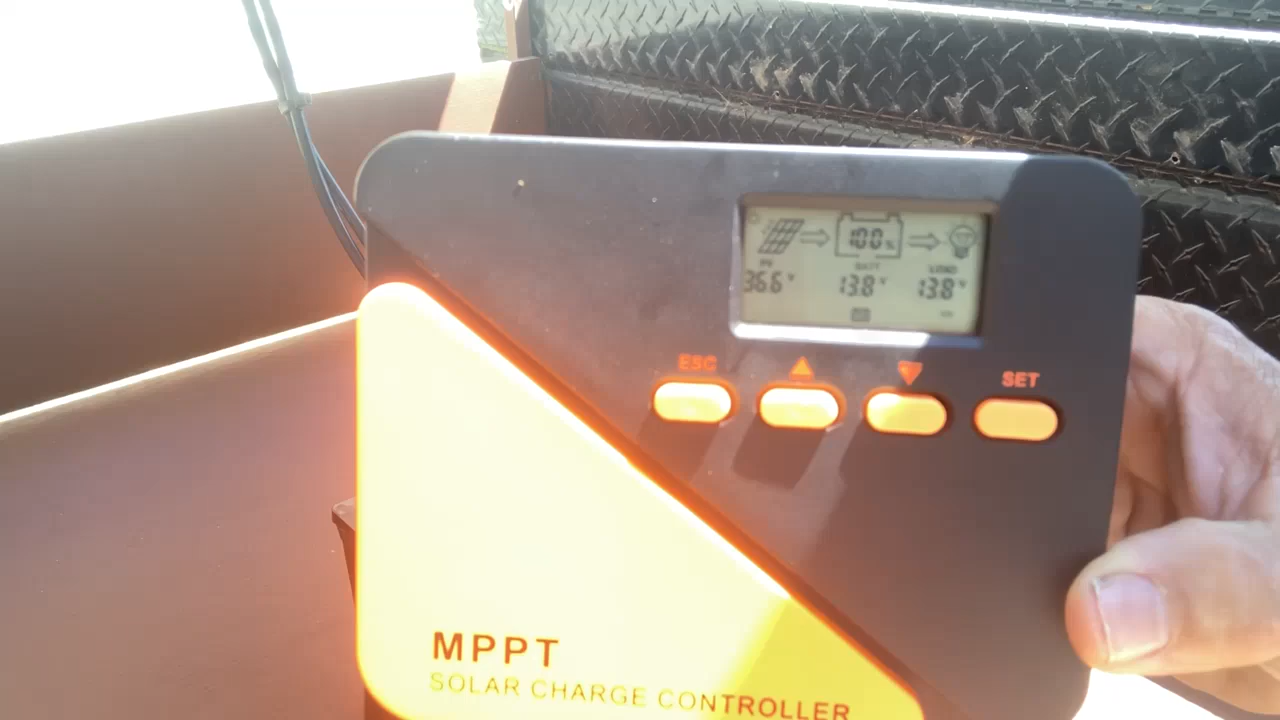 100%
PV BATT LOAD
36.6V 13.8V 13.8V
ESC SET
MPPT
SOLAR CHARGE CONTROLLER